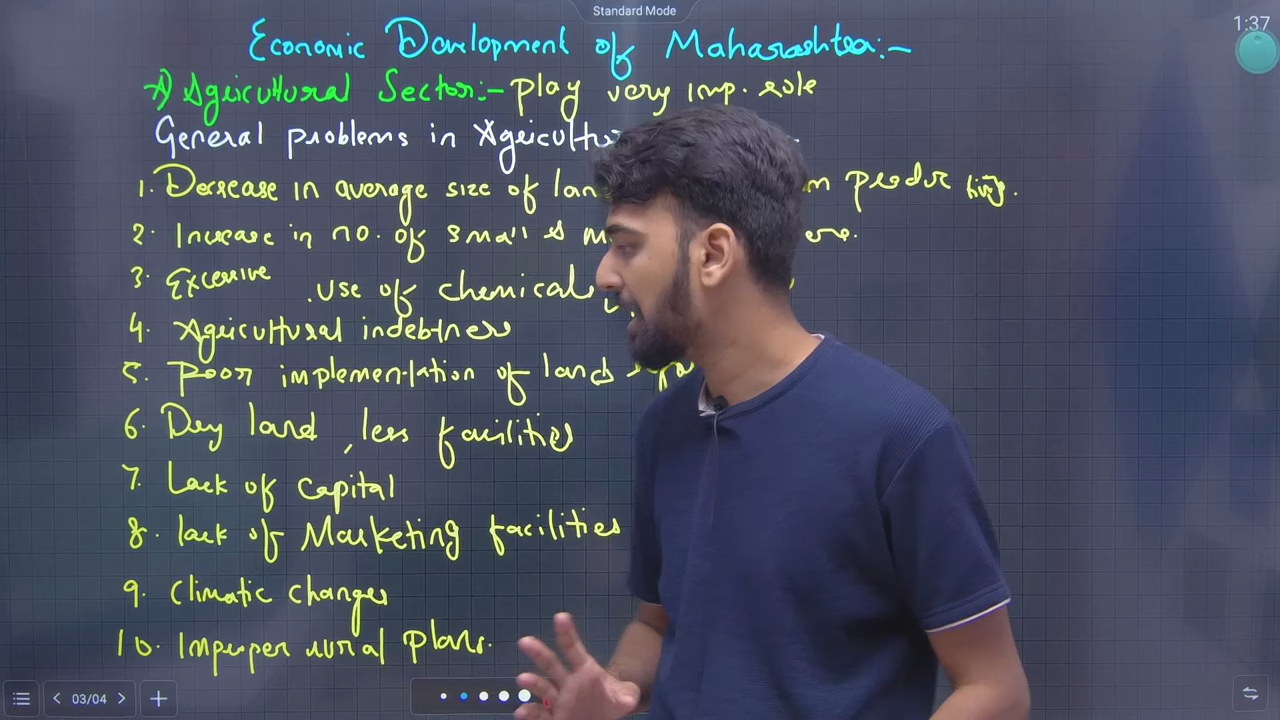 Standard Mode
1:37
Economic Development of Maharashtra:-
A) Agricultural Sector:- play very imp. role
General problems in Agricultu
1. Decrease in average size of lan n productivity.
2. Increase in no. of small & m ers.
3. Excessive use of chemical
4. Agricultural indebtness
5. Poor implementation of land
6. Dry land, less facilities
7. Lack of Capital
8. lack of Marketing facilities
9. Climatic changes
10. Improper rural plans.
03/04